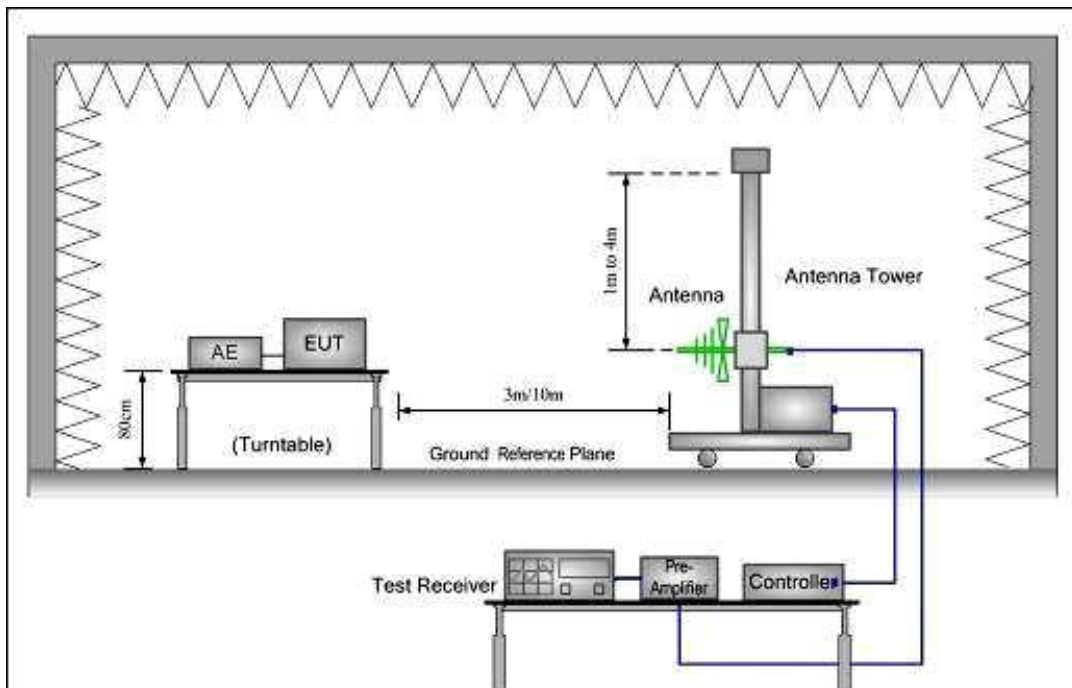 1m to 4m
Antenna Tower
Antenna
AE
EUT
80cm
3m/10m
(Turntable)
Ground Reference Plane
Test Receiver
Pre-
Amplifier
Controller